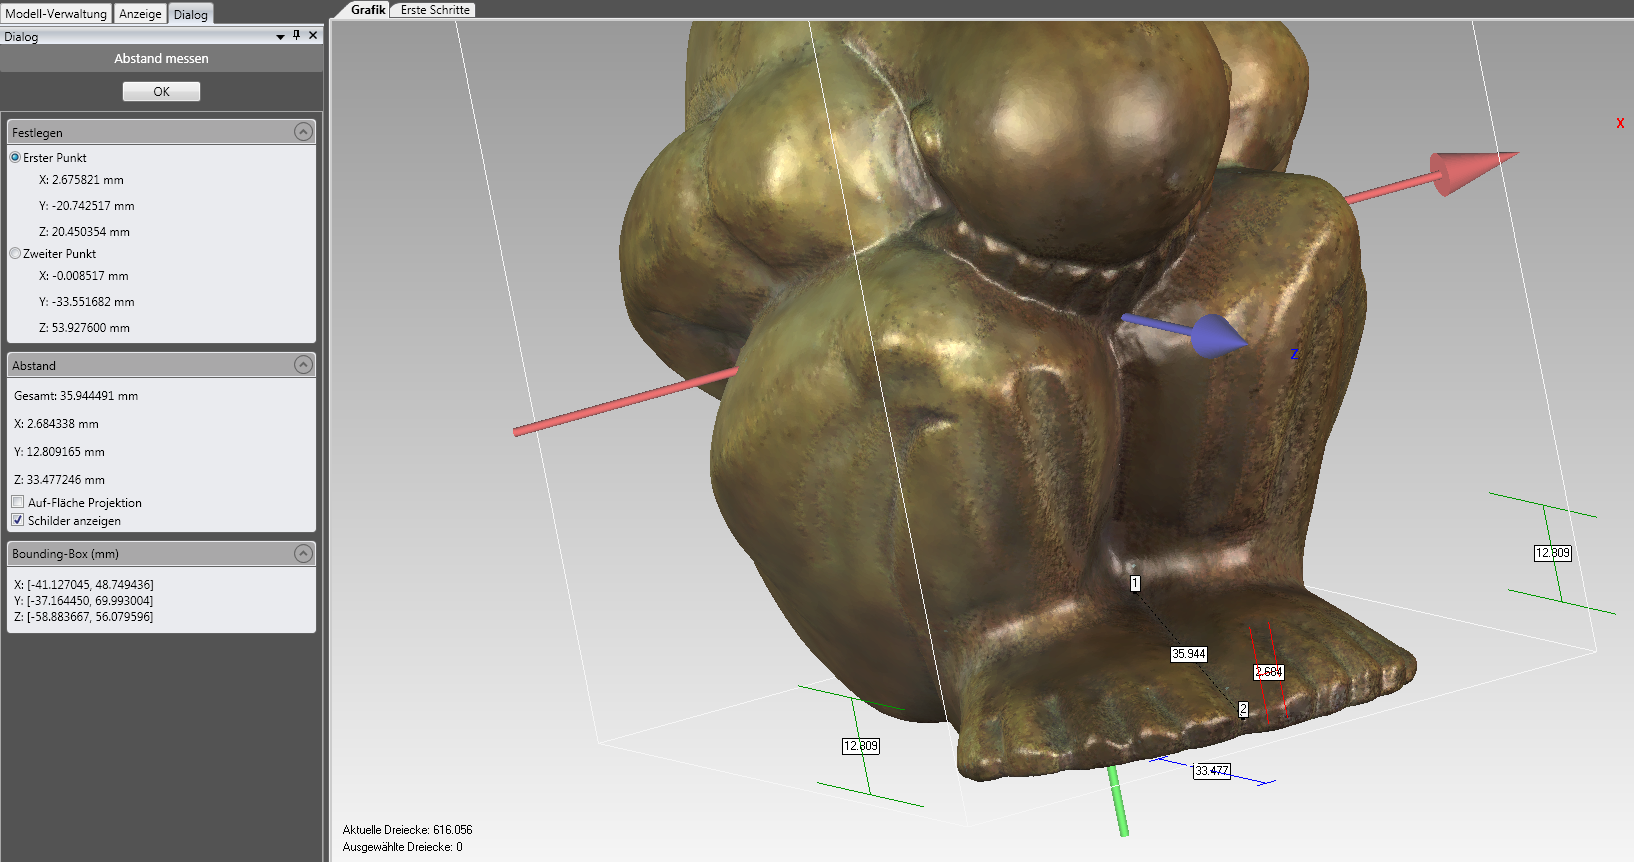 Modell-Verwaltung Anzeige Dialog
Dialog
Abstand messen
OK
Festlegen
Erster Punkt
X: 2.675821 mm
Y: -20.742517 mm
Z: 20.450354 mm
Zweiter Punkt
X: -0.008517 mm
Y: -33.551682 mm
Z: 53.927600 mm
Abstand
Gesamt: 35.944491 mm
X: 2.684338 mm
Y: 12.809165 mm
Z: 33.477246 mm
Auf-Fläche Projektion
Schilder anzeigen
Bounding-Box (mm)
X: [-41.127045, 48.749436]
Y: [-37.164450, 69.993004]
Z: [-58.883667, 56.079596]
Grafik Erste Schritte
X
Z
12.809
1
35.944
2.684
2
12.809
33.477
Aktuelle Dreiecke: 616.056
Ausgewählte Dreiecke: 0